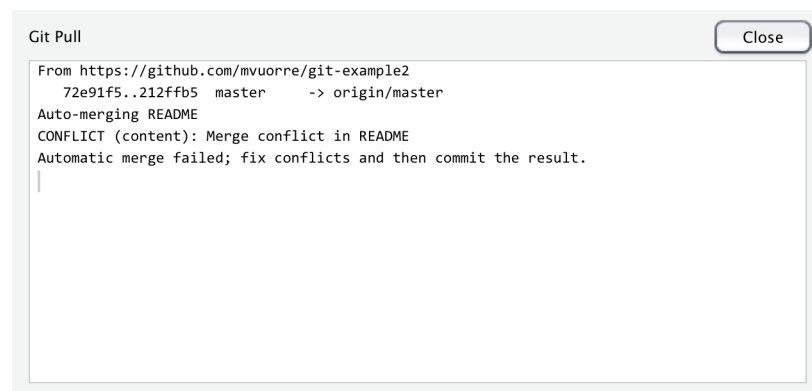 Git Pull
Close
From https://github.com/mvuorre/git-example2
72e91f5..212ffb5 master -> origin/master
Auto-merging README
CONFLICT (content): Merge conflict in README
Automatic merge failed; fix conflicts and then commit the result.